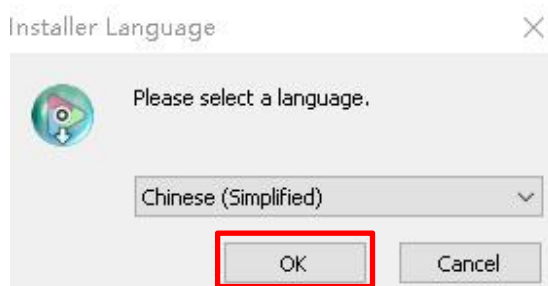 Installer Language
Please select a language.
Chinese (Simplified)
OK
Cancel